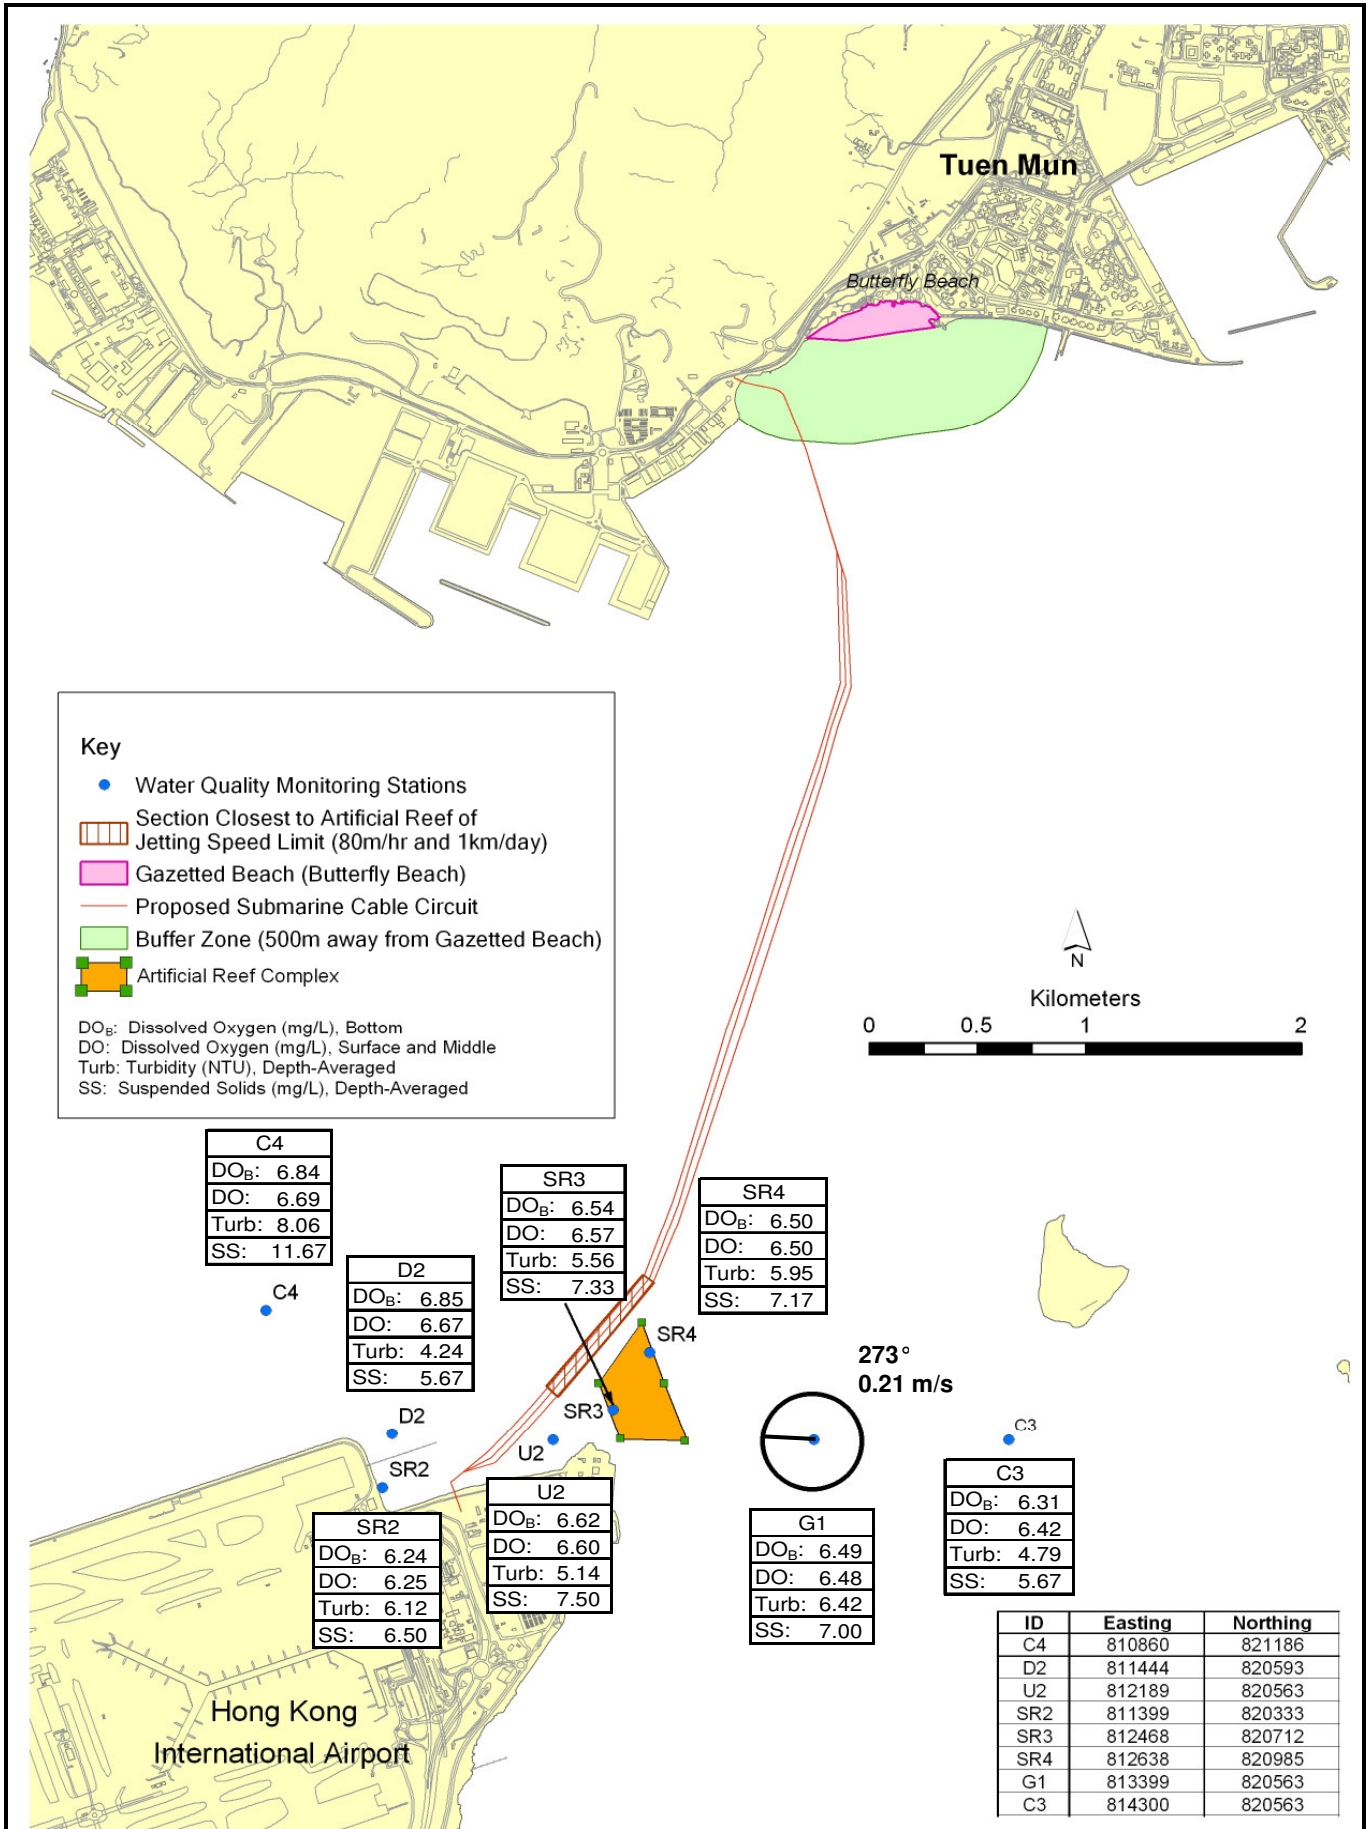 Tuen Mun
Butterfly Beach
Key
Water Quality Monitoring Stations
Section Closest to Artificial Reef of
Jetting Speed Limit (80m/hr and 1km/day)
Gazetted Beach (Butterfly Beach)
Proposed Submarine Cable Circuit
Buffer Zone (500m away from Gazetted Beach)
Artificial Reef Complex
DOB: Dissolved Oxygen (mg/L), Bottom
DO: Dissolved Oxygen (mg/L), Surface and Middle
Turb: Turbidity (NTU), Depth-Averaged
SS: Suspended Solids (mg/L), Depth-Averaged
N
Kilometers
0 0.5 1 2
C4
DOB: 6.84
DO: 6.69
Turb: 8.06
SS: 11.67
C4
SR3
DOB: 6.54
DO: 6.57
Turb: 5.56
SS: 7.33
SR4
DOB: 6.50
DO: 6.50
Turb: 5.95
SS: 7.17
D2
DOB: 6.85
DO: 6.67
Turb: 4.24
SS: 5.67
SR4
273°
0.21 m/s
SR3
D2
U2
C3
SR2
C3
DOB: 6.31
DO: 6.42
Turb: 4.79
SS: 5.67
U2
DOB: 6.62
DO: 6.60
Turb: 5.14
SS: 7.50
SR2
DOB: 6.24
DO: 6.25
Turb: 6.12
SS: 6.50
G1
DOB: 6.49
DO: 6.48
Turb: 6.42
SS: 7.00
Hong Kong
International Airport
ID Easting Northing
C4 810860 821186
D2 811444 820593
U2 812189 820563
SR2 811399 820333
SR3 812468 820712
SR4 812638 820985
G1 813399 820563
C3 814300 820563